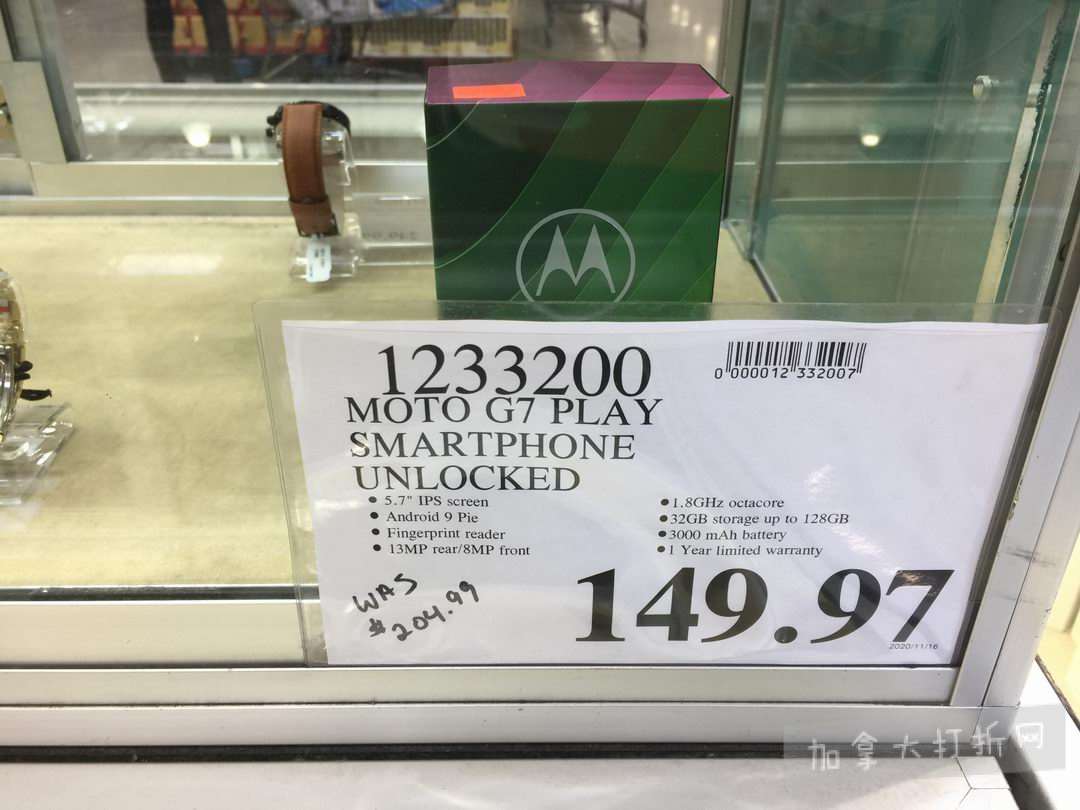 1233200
0 000012 332007
MOTO G7 PLAY
SMARTPHONE
UNLOCKED
• 5.7" IPS screen
• Android 9 Pie
• Fingerprint reader
• 13MP rear/8MP front
• 1.8GHz octacore
• 32GB storage up to 128GB
• 3000 mAh battery
• 1 Year limited warranty
WAS
$204.99
149.97
2020/11/16
加拿大打折网